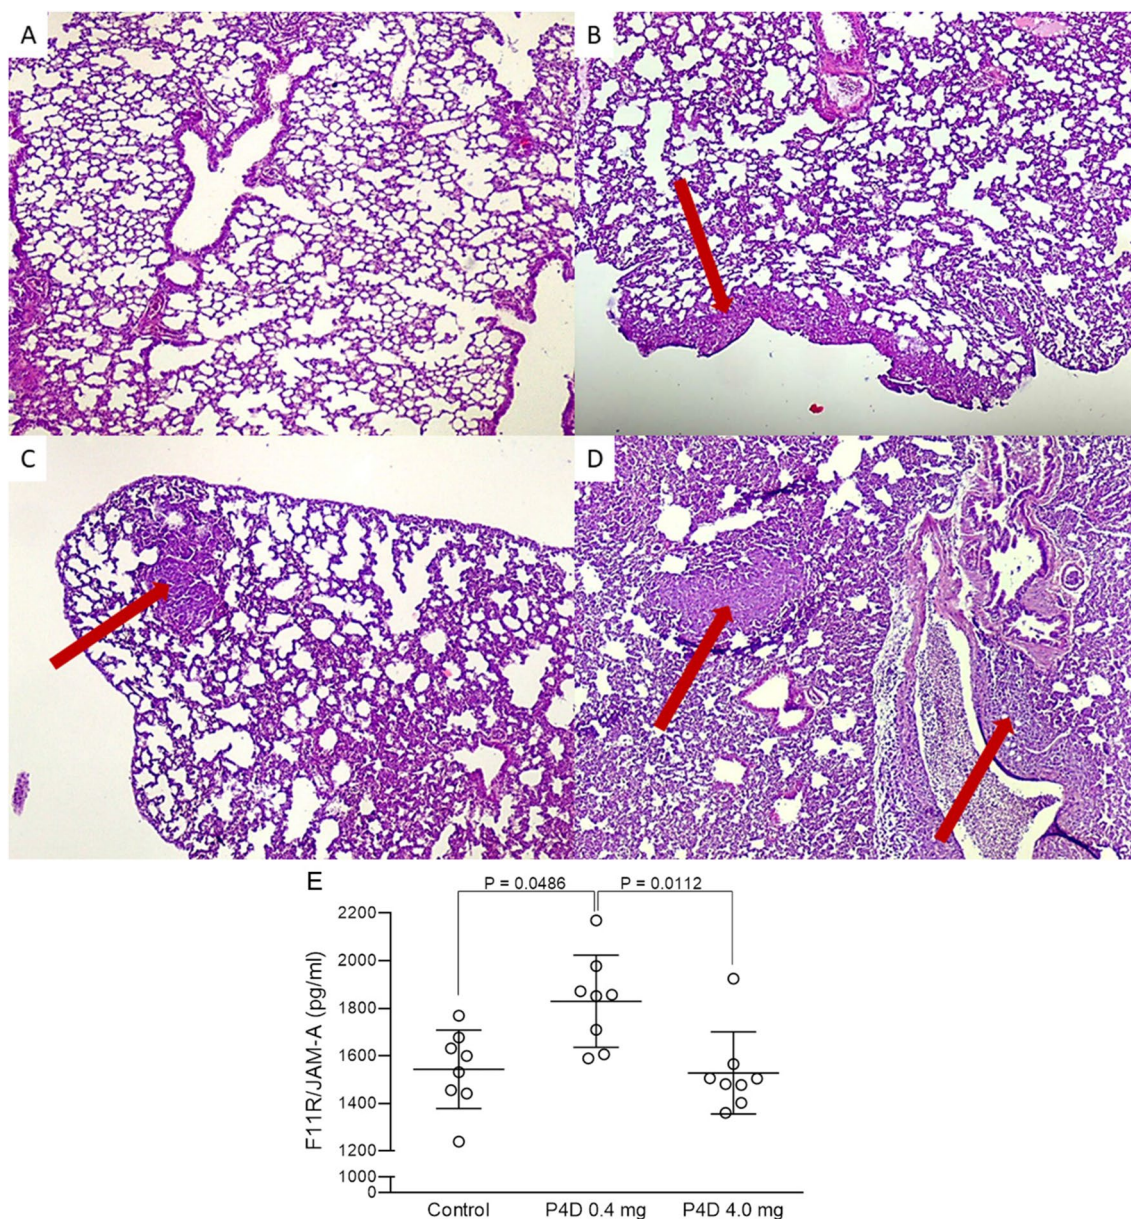 A
B
C
D
E
P = 0.0486
P = 0.0112
F11R/JAM-A (pg/ml)
2200
2000
1800
1600
1400
1200
1000
0
Control
P4D 0.4 mg
P4D 4.0 mg